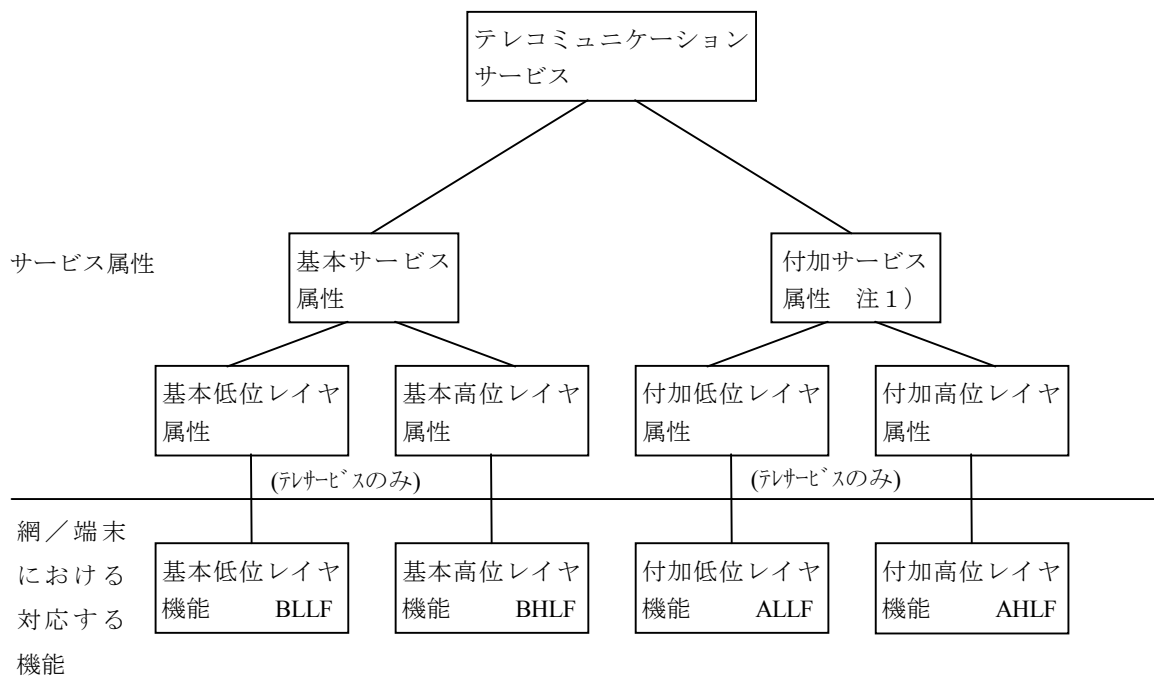 テレコミュニケーション
サービス
サービス属性
基本サービス
属性
付加サービス
属性　注１）
基本低位レイヤ
属性
基本高位レイヤ
属性
付加低位レイヤ
属性
付加高位レイヤ
属性
(ﾃﾚｻｰﾋﾞｽのみ)
(ﾃﾚｻｰﾋﾞｽのみ)
網／端末
における
対応する
機能
基本低位レイヤ
機能　BLLF
基本高位レイヤ
機能　BHLF
付加低位レイヤ
機能　ALLF
付加高位レイヤ
機能　AHLF